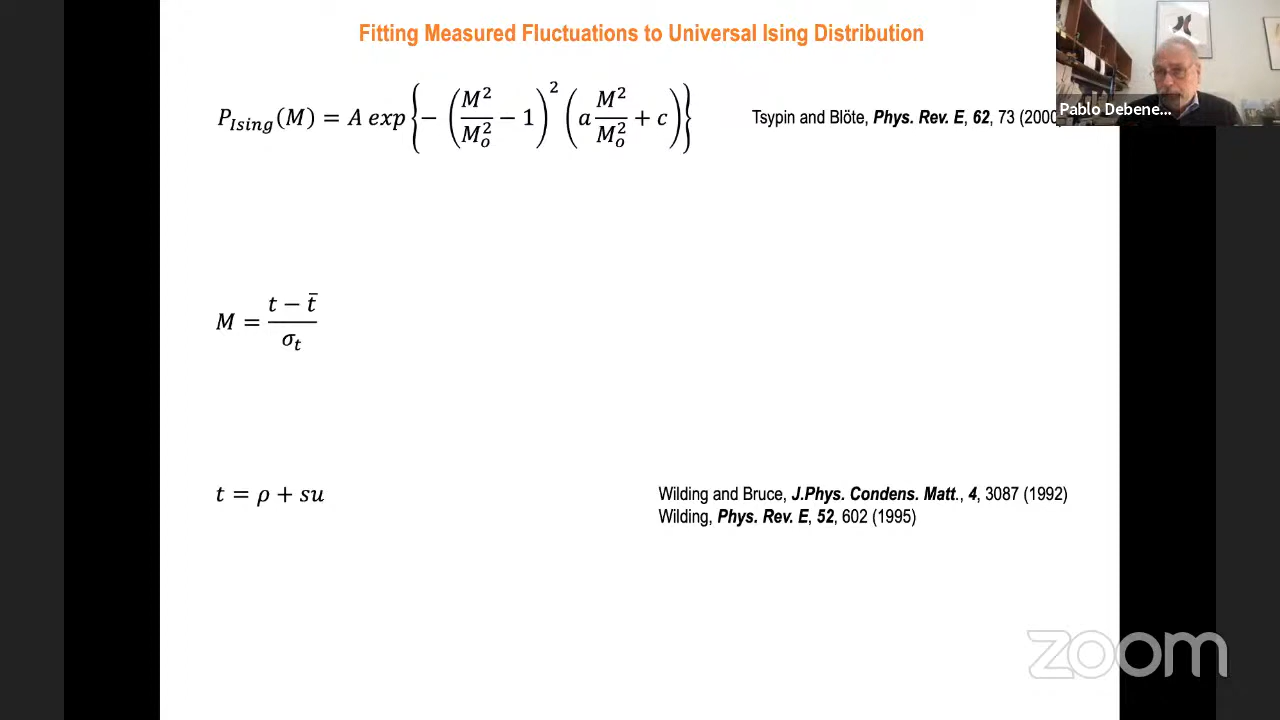 Fitting Measured Fluctuations to Universal Ising Distribution
P_{Ising}(M) = A exp{−(M²/M_o² − 1)²(a M²/M_o² + c)}
Tsypin and Blöte, Phys. Rev. E, 62, 73 (2000
Pablo Debene...
M = (t − t̄)/σ_t
t = ρ + su
Wilding and Bruce, J.Phys. Condens. Matt., 4, 3087 (1992)
Wilding, Phys. Rev. E, 52, 602 (1995)
zoom